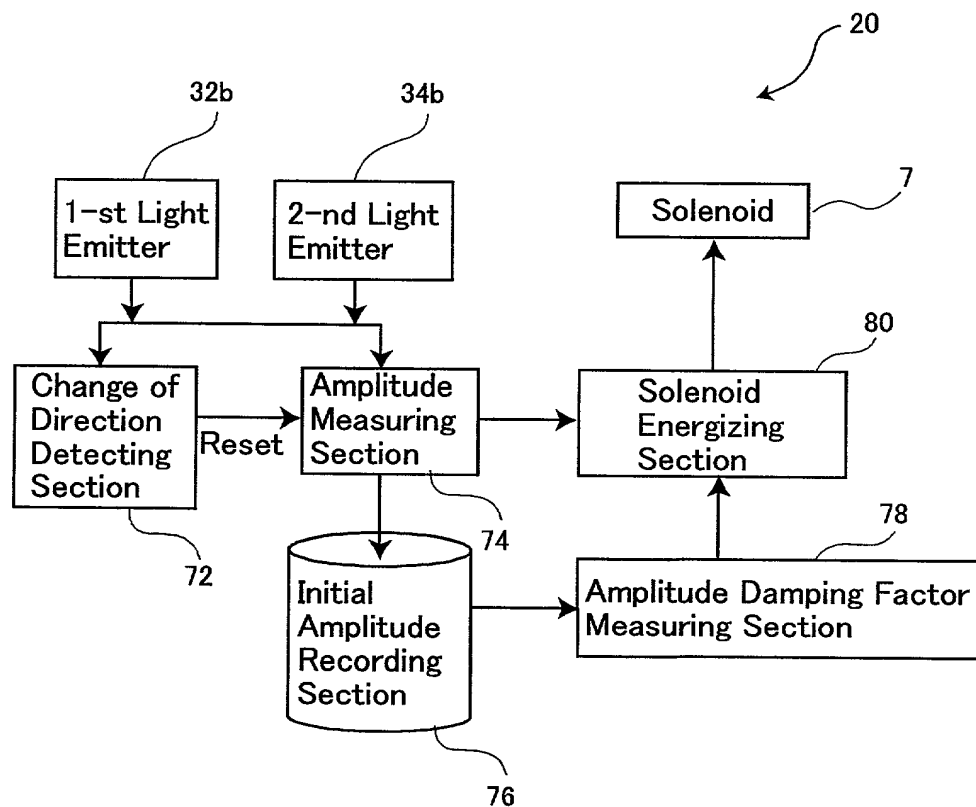 20
32b
34b
1-st Light
Emitter
2-nd Light
Emitter
Solenoid
7
Change of
Direction
Detecting
Section
Reset
Amplitude
Measuring
Section
80
Solenoid
Energizing
Section
72
74
78
Initial
Amplitude
Recording
Section
Amplitude Damping Factor
Measuring Section
76